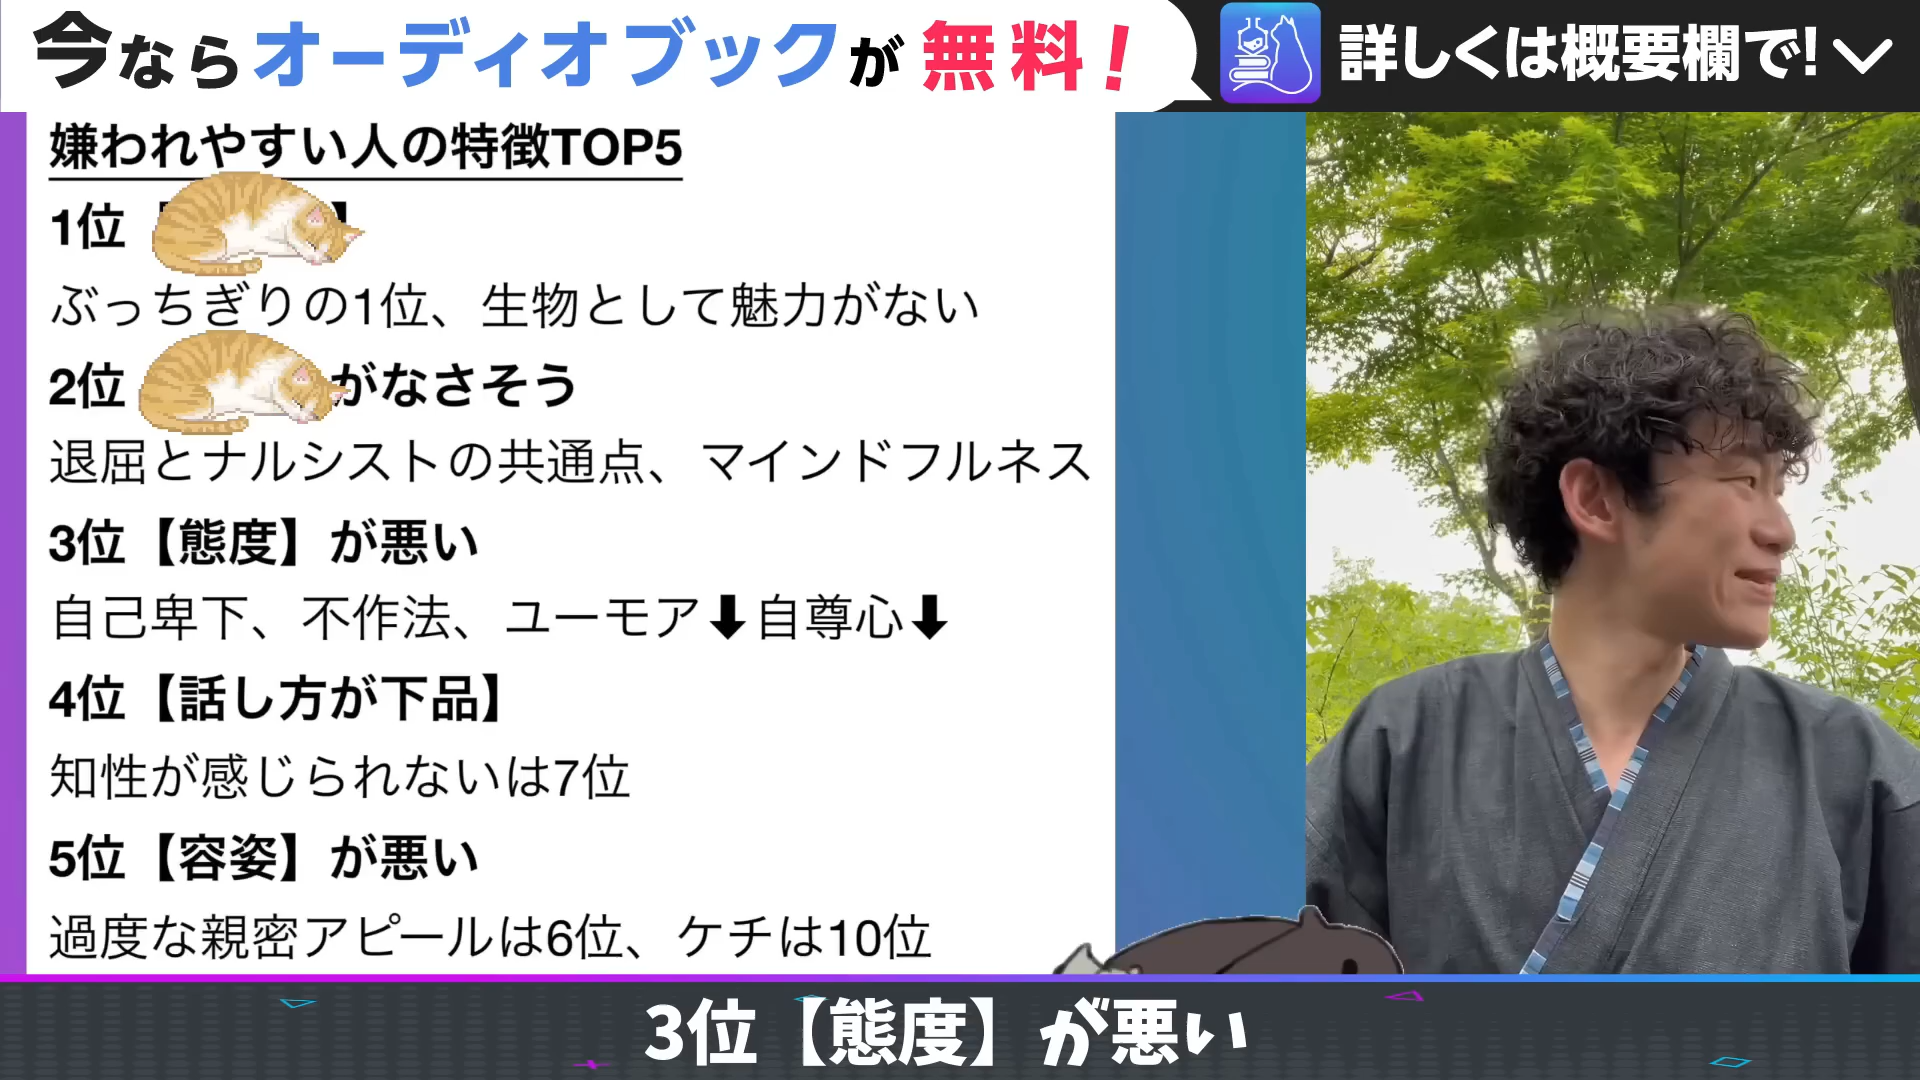 今ならオーディオブックが無料！
詳しくは概要欄で!
嫌われやすい人の特徴TOP5
1位 】
ぶっちぎりの1位、生物として魅力がない
2位 がなさそう
退屈とナルシストの共通点、マインドフルネス
3位【態度】が悪い
自己卑下、不作法、ユーモア⬇自尊心⬇
4位【話し方が下品】
知性が感じられないは7位
5位【容姿】が悪い
過度な親密アピールは6位、ケチは10位
3位【態度】が悪い